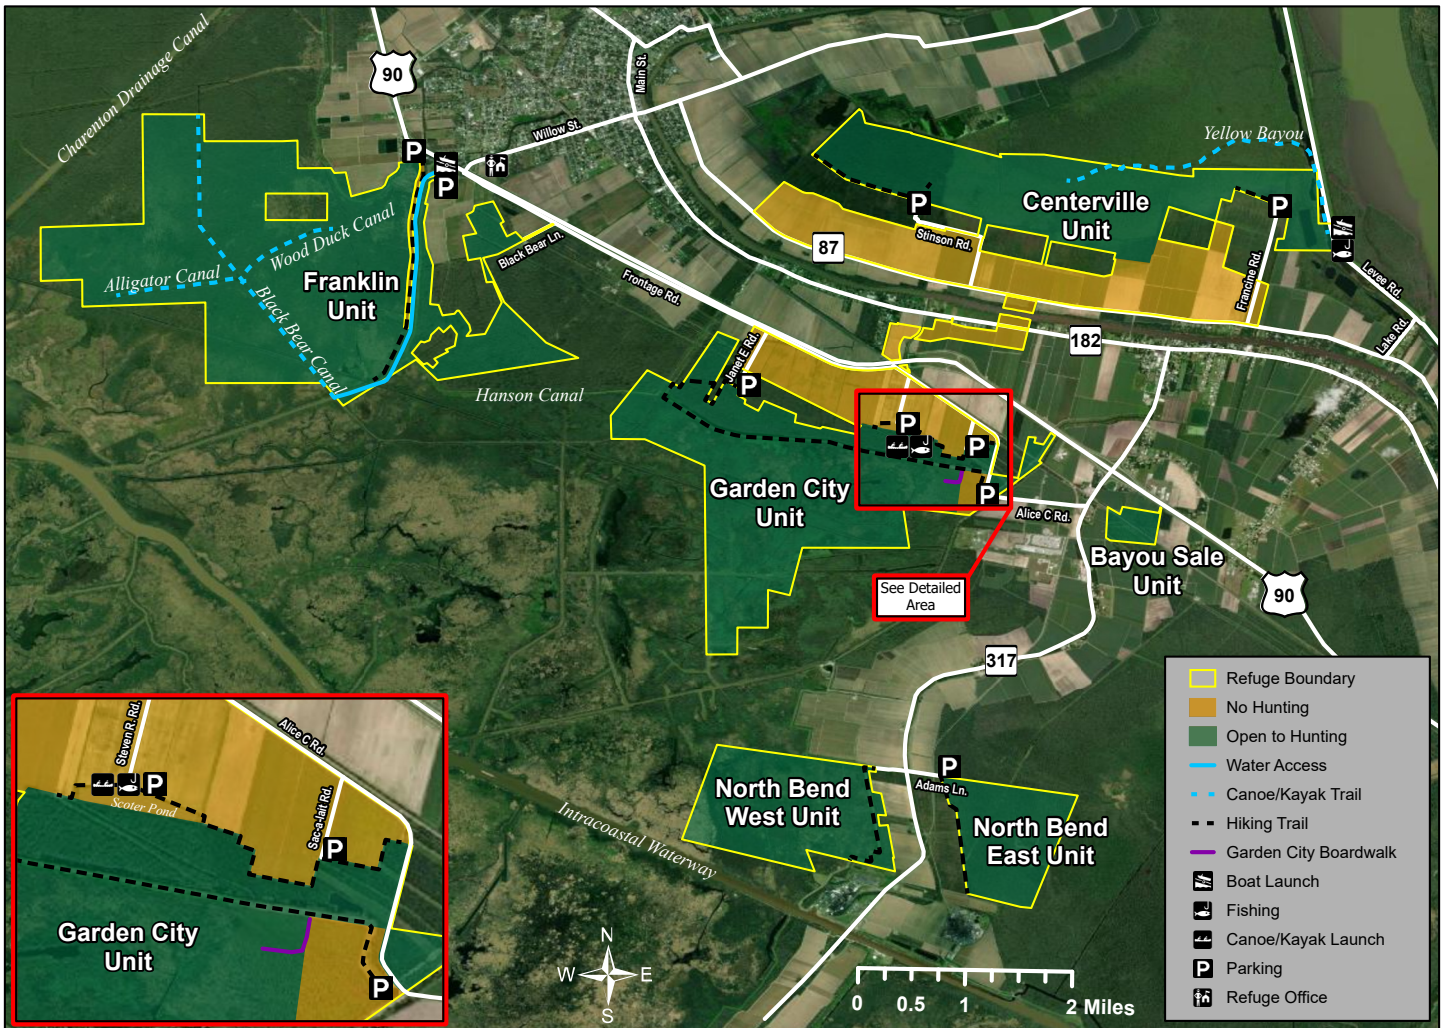 Charenton Drainage Canal
90
Main St.
Willow St.
Yellow Bayou
Centerville
Unit
Stinson Rd.
87
Francine Rd.
Levee Rd.
Lake Rd.
182
Black Bear Ln.
Frontage Rd.
Wood Duck Canal
Alligator Canal
Franklin
Unit
Black Bear Canal
Hanson Canal
Janet E Rd.
Garden City
Unit
Alice C Rd.
Bayou Sale
Unit
90
See Detailed
Area
317
North Bend
West Unit
Adams Ln.
North Bend
East Unit
Intracoastal Waterway
Steven R. Rd.
Alice C Rd.
Scoter Pond
Sac-a-lait Rd.
Garden City
Unit
P
P
P
P
P
P
P
P
P
P
P
P
N
W
E
S
0 0.5 1 2 Miles
Refuge Boundary
No Hunting
Open to Hunting
Water Access
Canoe/Kayak Trail
Hiking Trail
Garden City Boardwalk
Boat Launch
Fishing
Canoe/Kayak Launch
P Parking
Refuge Office